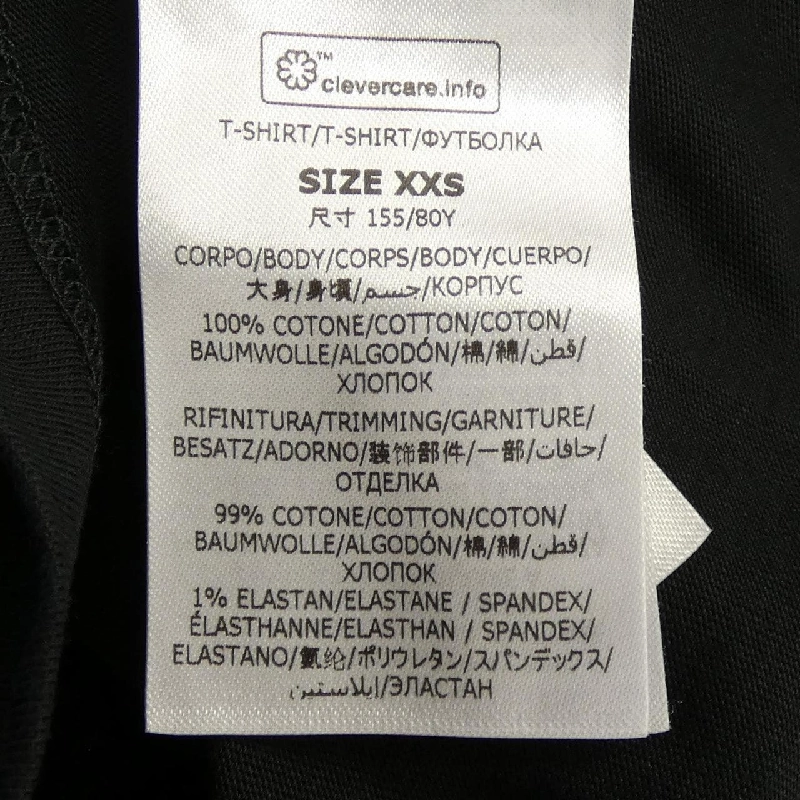 clevercare.info™
T-SHIRT/T-SHIRT/ФУТБОЛКА
SIZE XXS
尺寸 155/80Y
CORPO/BODY/CORPS/BODY/CUERPO/
大身/身頃/جسم/КОРПУС
100% COTONE/COTTON/COTON/
BAUMWOLLE/ALGODÓN/棉/綿/قطن/
ХЛОПОК
RIFINITURA/TRIMMING/GARNITURE/
BESATZ/ADORNO/装饰部件/一部/حافات/
ОТДЕЛКА
99% COTONE/COTTON/COTON/
BAUMWOLLE/ALGODÓN/棉/綿/قطن/
ХЛОПОК
1% ELASTAN/ELASTANE / SPANDEX/
ÉLASTHANNE/ELASTHAN / SPANDEX/
ELASTANO/氨纶/ポリウレタン/スパンデックス/
إيلاستين/ЭЛАСТАН